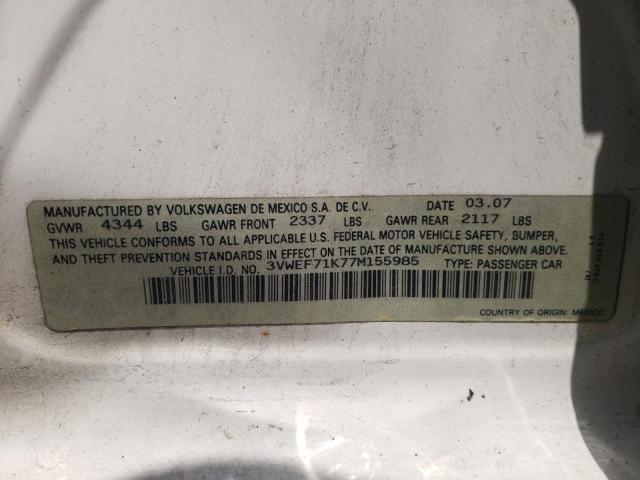 MANUFACTURED BY VOLKSWAGEN DE MEXICO S.A. DE C.V. DATE 03.07
GVWR 4344 LBS GAWR FRONT 2337 LBS GAWR REAR 2117 LBS
THIS VEHICLE CONFORMS TO ALL APPLICABLE U.S. FEDERAL MOTOR VEHICLE SAFETY, BUMPER,
AND THEFT PREVENTION STANDARDS IN EFFECT ON THE DATE OF MANUFACTURE SHOWN ABOVE.
VEHICLE I.D. NO. 3VWEF71K77M155985 TYPE: PASSENGER CAR
COUNTRY OF ORIGIN: MEXICO